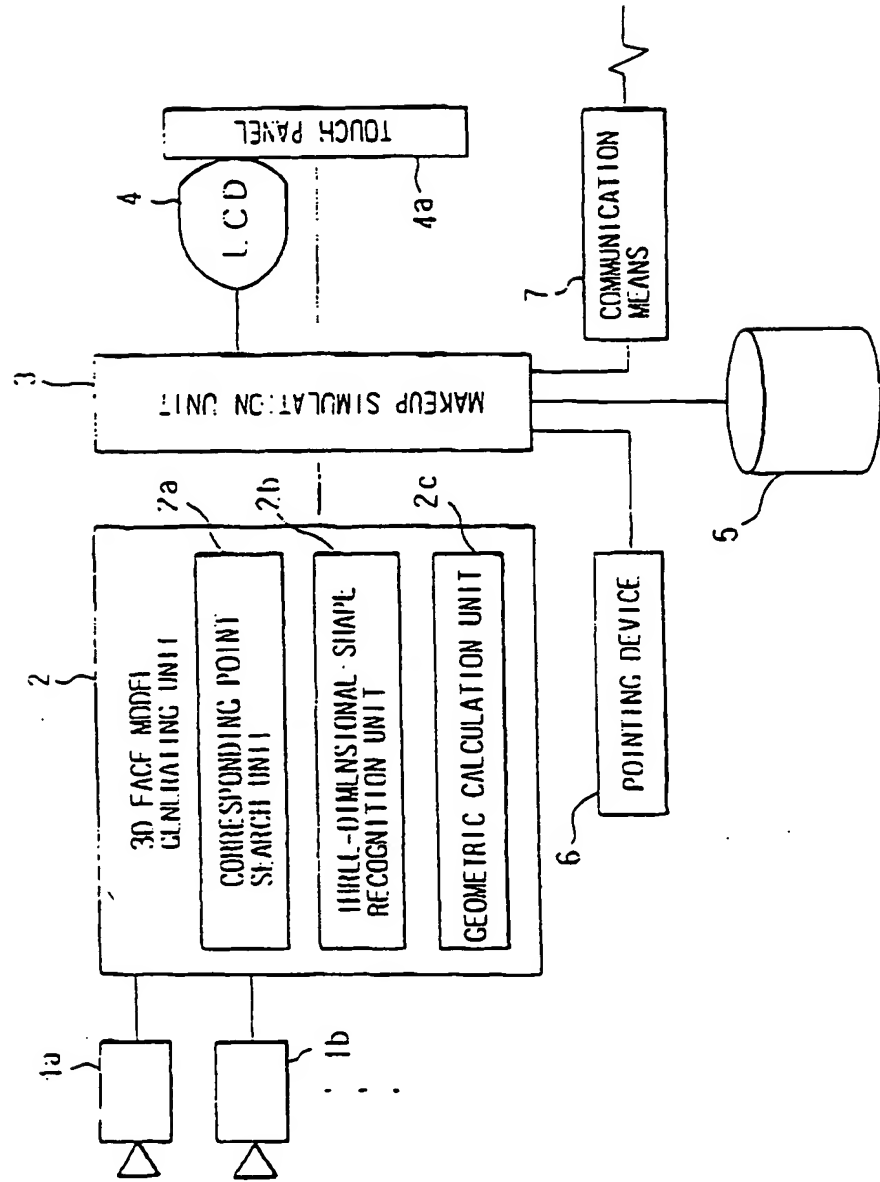 1a
1b
2
3D FACE MODEL
GENERATING UNIT
2a
CORRESPONDING POINT
SEARCH UNIT
2b
THREE-DIMENSIONAL SHAPE
RECOGNITION UNIT
2c
GEOMETRIC CALCULATION UNIT
3
MAKEUP SIMULATION UNIT
4
LCD
TOUCH PANEL
4a
5
6
POINTING DEVICE
7
COMMUNICATION
MEANS